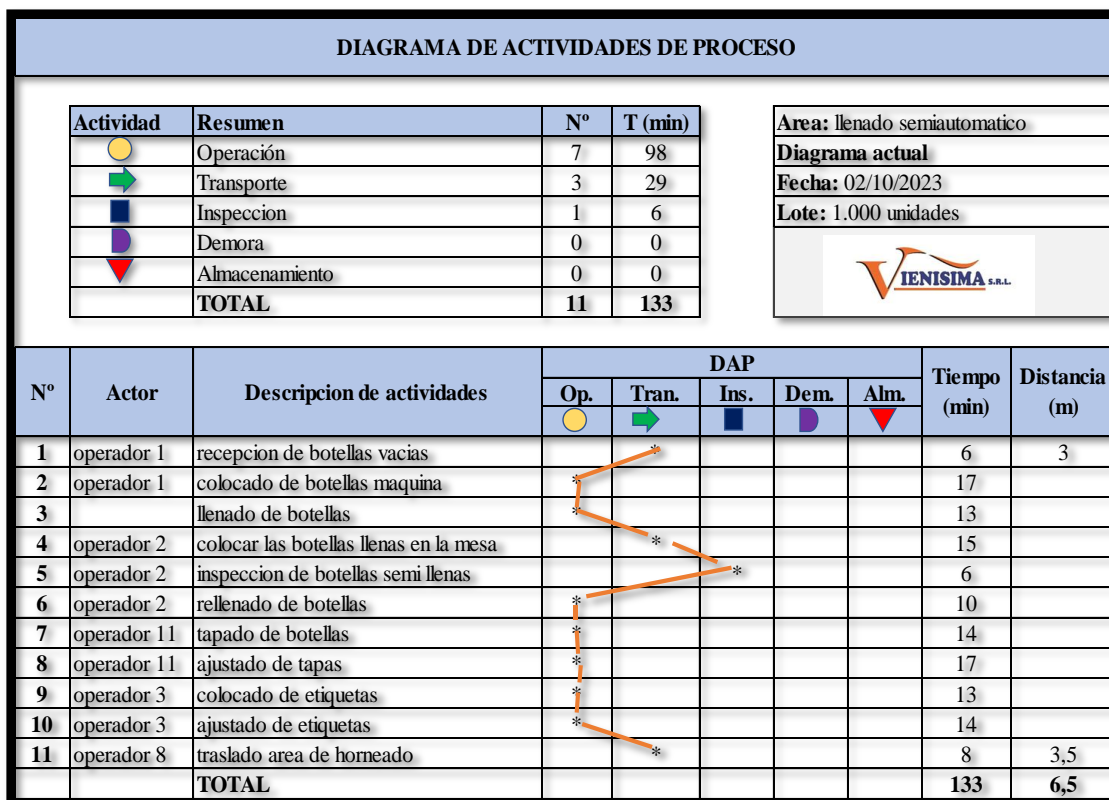 DIAGRAMA DE ACTIVIDADES DE PROCESO
Actividad Resumen Nº T (min)
Operación 7 98
Transporte 3 29
Inspeccion 1 6
Demora 0 0
Almacenamiento 0 0
TOTAL 11 133
Area: llenado semiautomatico
Diagrama actual
Fecha: 02/10/2023
Lote: 1.000 unidades
VIENISIMA S.R.L.
Nº Actor Descripcion de actividades DAP Tiempo (min) Distancia (m)
Op. Tran. Ins. Dem. Alm.
1 operador 1 recepcion de botellas vacias * 6 3
2 operador 1 colocado de botellas maquina * 17
3 llenado de botellas * 13
4 operador 2 colocar las botellas llenas en la mesa * 15
5 operador 2 inspeccion de botellas semi llenas * 6
6 operador 2 rellenado de botellas * 10
7 operador 11 tapado de botellas * 14
8 operador 11 ajustado de tapas * 17
9 operador 3 colocado de etiquetas * 13
10 operador 3 ajustado de etiquetas * 14
11 operador 8 traslado area de horneado * 8 3,5
TOTAL 133 6,5